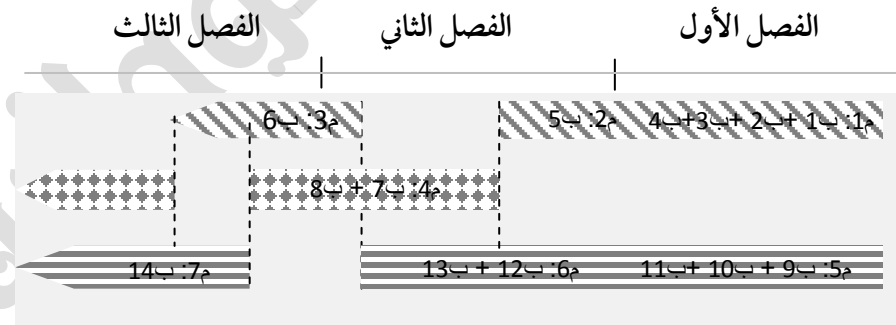 الفصل الأول الفصل الثاني الفصل الثالث
م1: ب1 +ب2 +ب3+ب4 م2: ب5 م3: ب6
م4: ب7 + ب8
م5: ب9 + ب10 +ب11 م6: ب12 + ب13 م7: ب14